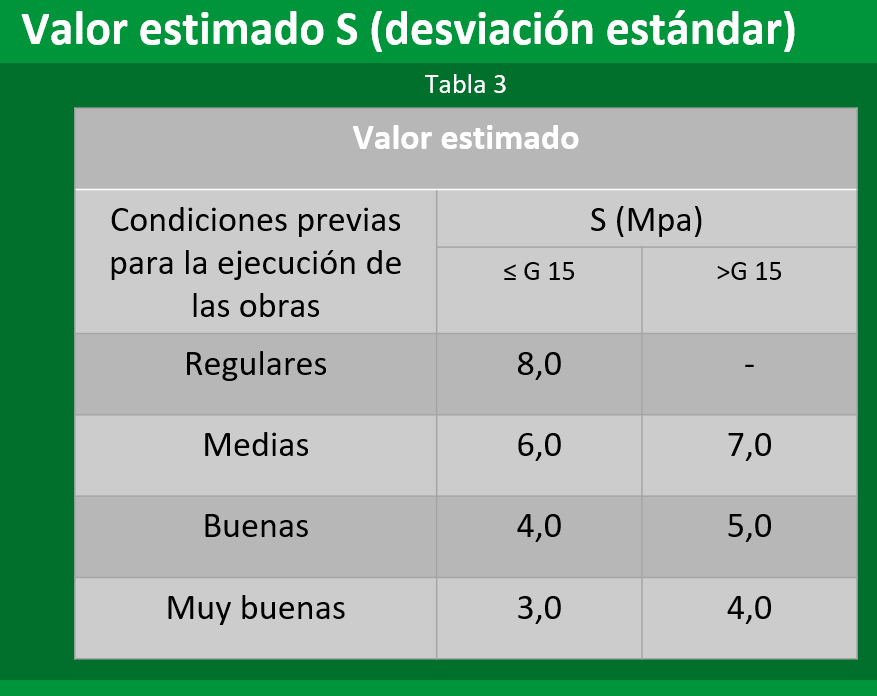 Valor estimado S (desviación estándar)
Tabla 3
Valor estimado
Condiciones previas
para la ejecución de
las obras
S (Mpa)
≤ G 15
>G 15
Regulares
8,0
-
Medias
6,0
7,0
Buenas
4,0
5,0
Muy buenas
3,0
4,0